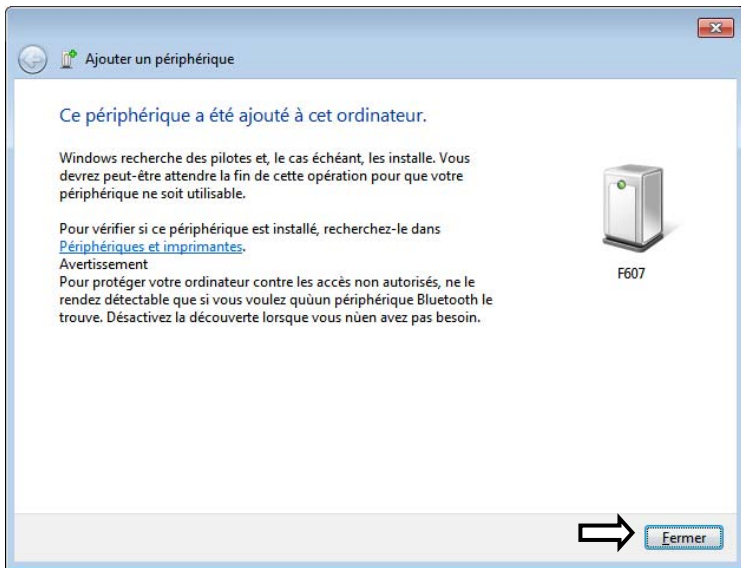 Ajouter un périphérique
Ce périphérique a été ajouté à cet ordinateur.
Windows recherche des pilotes et, le cas échéant, les installe. Vous
devrez peut-être attendre la fin de cette opération pour que votre
périphérique ne soit utilisable.
Pour vérifier si ce périphérique est installé, recherchez-le dans
Périphériques et imprimantes.
Avertissement
Pour protéger votre ordinateur contre les accès non autorisés, ne le
rendez détectable que si vous voulez quùun périphérique Bluetooth le
trouve. Désactivez la découverte lorsque vous nùen avez pas besoin.
F607
Fermer